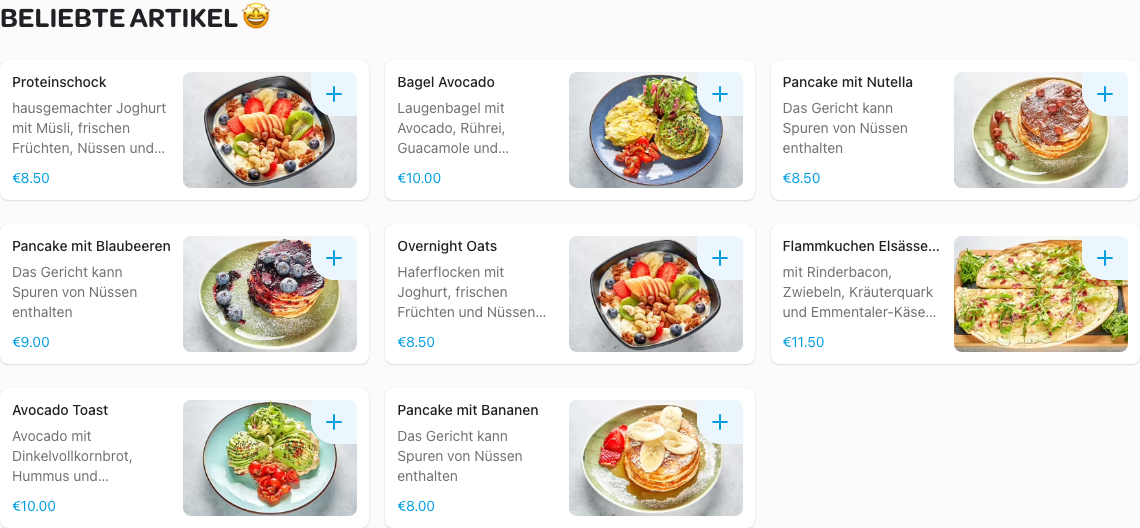 BELIEBTE ARTIKEL 🤩
Proteinschock
hausgemachter Joghurt
mit Müsli, frischen
Früchten, Nüssen und...
€8.50
Bagel Avocado
Laugenbagel mit
Avocado, Rührei,
Guacamole und...
€10.00
Pancake mit Nutella
Das Gericht kann
Spuren von Nüssen
enthalten
€8.50
Pancake mit Blaubeeren
Das Gericht kann
Spuren von Nüssen
enthalten
€9.00
Overnight Oats
Haferflocken mit
Joghurt, frischen
Früchten und Nüssen...
€8.50
Flammkuchen Elsässe...
mit Rinderbacon,
Zwiebeln, Kräuterquark
und Emmentaler-Käse...
€11.50
Avocado Toast
Avocado mit
Dinkelvollkornbrot,
Hummus und...
€10.00
Pancake mit Bananen
Das Gericht kann
Spuren von Nüssen
enthalten
€8.00